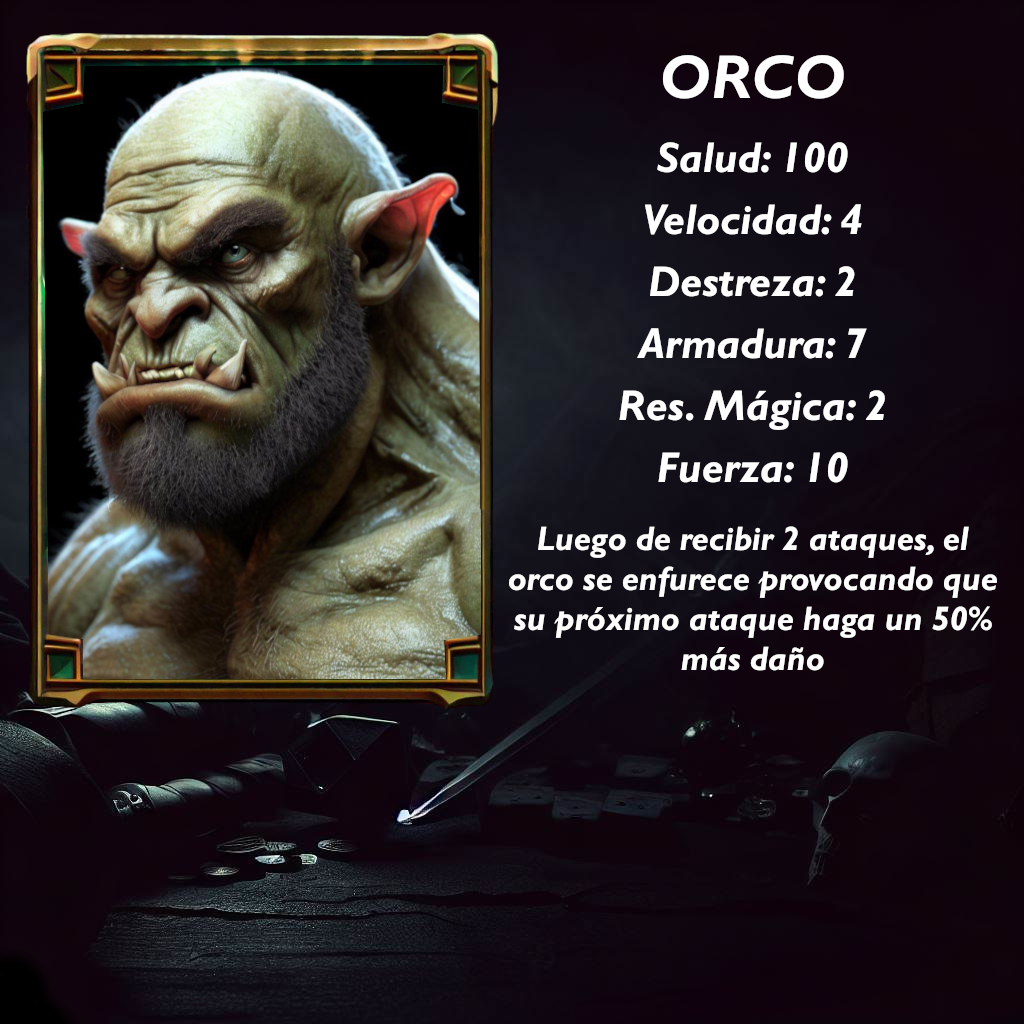 ORCO
Salud: 100
Velocidad: 4
Destreza: 2
Armadura: 7
Res. Mágica: 2
Fuerza: 10
Luego de recibir 2 ataques, el
orco se enfurece provocando que
su próximo ataque haga un 50%
más daño